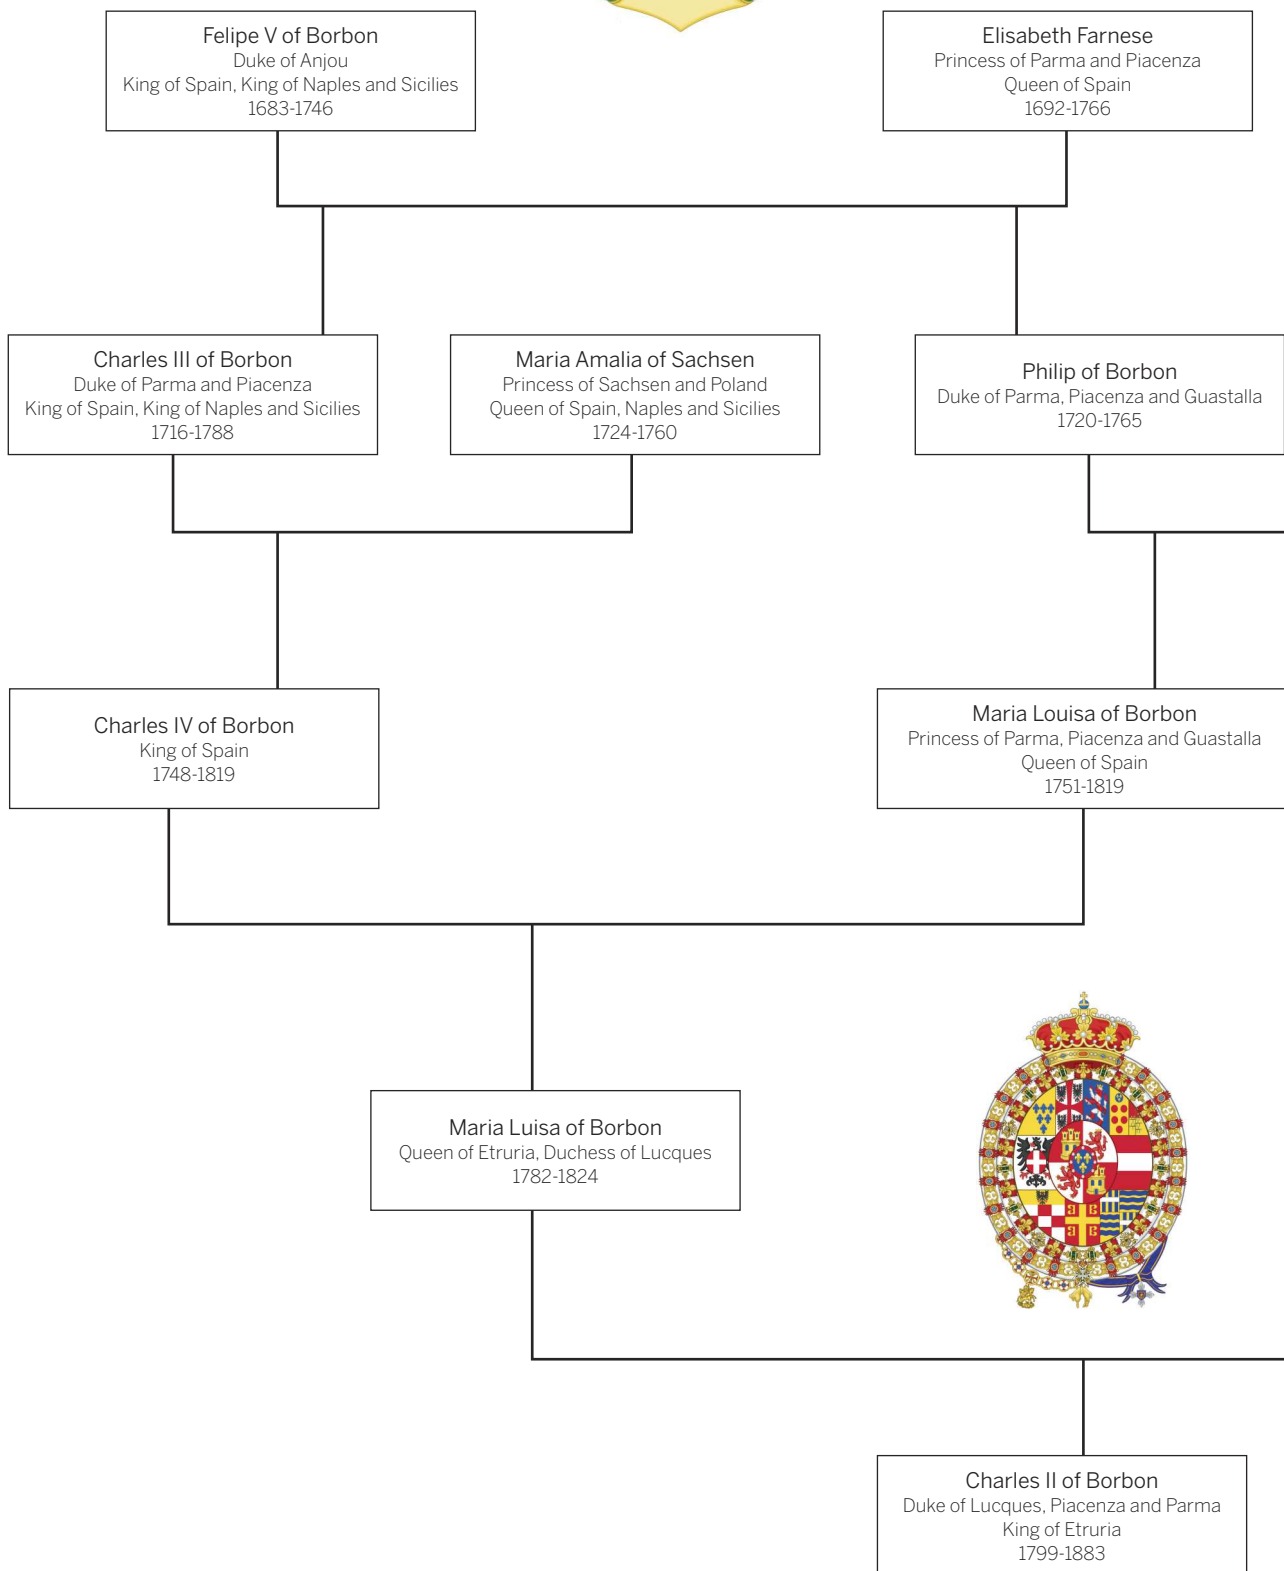 Felipe V of Borbon
Duke of Anjou
King of Spain, King of Naples and Sicilies
1683-1746
Elisabeth Farnese
Princess of Parma and Piacenza
Queen of Spain
1692-1766
Charles III of Borbon
Duke of Parma and Piacenza
King of Spain, King of Naples and Sicilies
1716-1788
Maria Amalia of Sachsen
Princess of Sachsen and Poland
Queen of Spain, Naples and Sicilies
1724-1760
Philip of Borbon
Duke of Parma, Piacenza and Guastalla
1720-1765
Charles IV of Borbon
King of Spain
1748-1819
Maria Louisa of Borbon
Princess of Parma, Piacenza and Guastalla
Queen of Spain
1751-1819
Maria Luisa of Borbon
Queen of Etruria, Duchess of Lucques
1782-1824
Charles II of Borbon
Duke of Lucques, Piacenza and Parma
King of Etruria
1799-1883